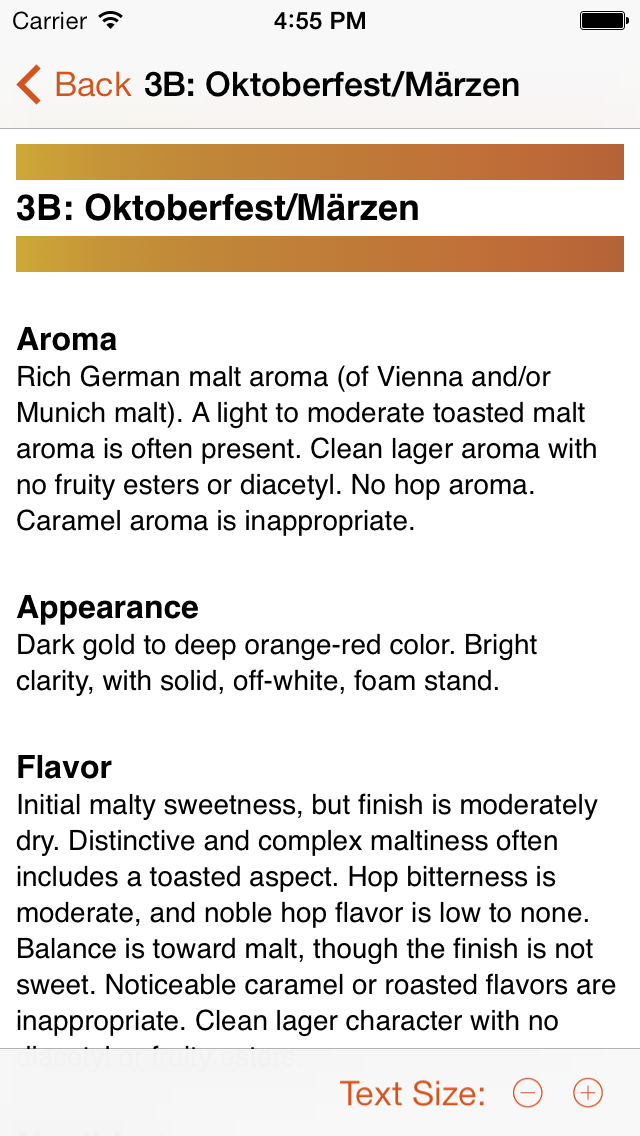 Carrier 4:55 PM
Back 3B: Oktoberfest/Märzen
3B: Oktoberfest/Märzen
Aroma
Rich German malt aroma (of Vienna and/or
Munich malt). A light to moderate toasted malt
aroma is often present. Clean lager aroma with
no fruity esters or diacetyl. No hop aroma.
Caramel aroma is inappropriate.
Appearance
Dark gold to deep orange-red color. Bright
clarity, with solid, off-white, foam stand.
Flavor
Initial malty sweetness, but finish is moderately
dry. Distinctive and complex maltiness often
includes a toasted aspect. Hop bitterness is
moderate, and noble hop flavor is low to none.
Balance is toward malt, though the finish is not
sweet. Noticeable caramel or roasted flavors are
inappropriate. Clean lager character with no
diacetyl or fruity esters
Text Size: